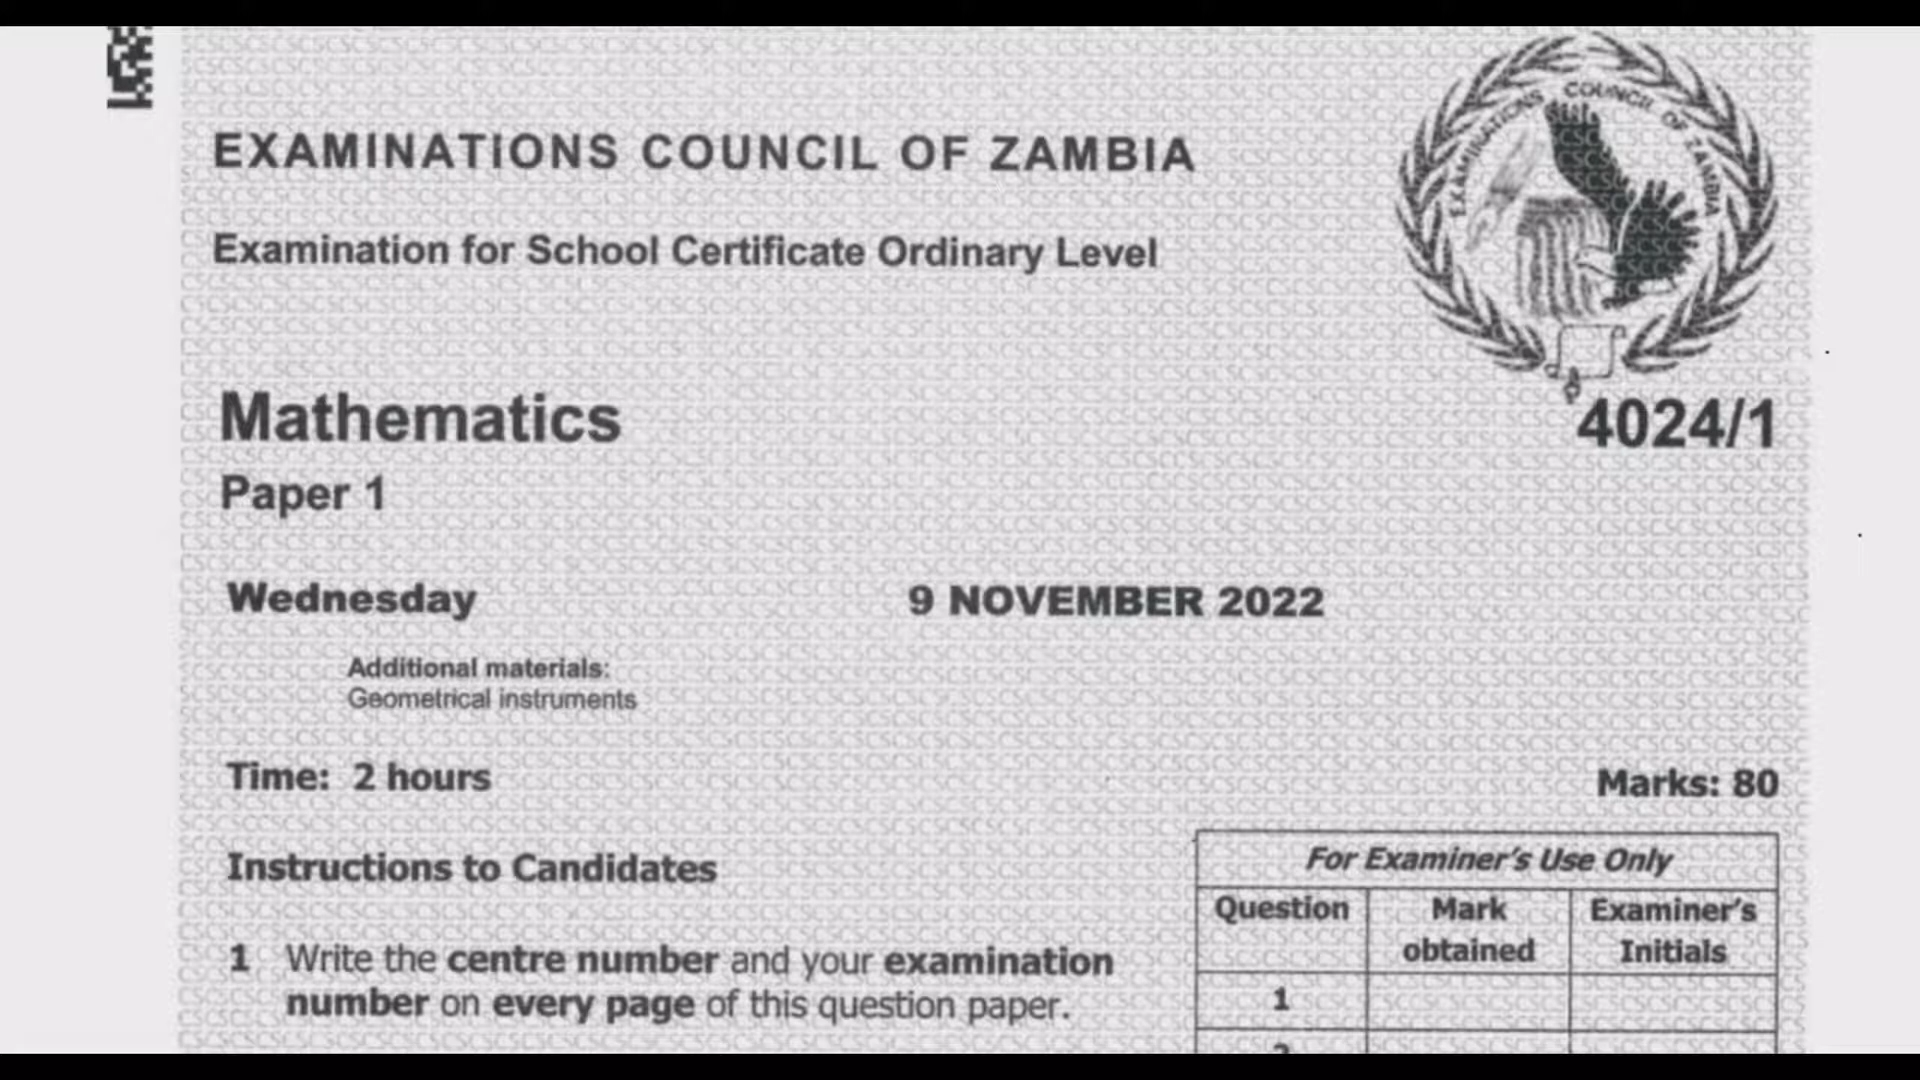 EXAMINATIONS COUNCIL OF ZAMBIA
EXAMINATIONS COUNCIL OF ZAMBIA
Examination for School Certificate Ordinary Level
Mathematics
4024/1
Paper 1
Wednesday
9 NOVEMBER 2022
Additional materials:
Geometrical instruments
Time: 2 hours
Marks: 80
Instructions to Candidates
For Examiner's Use Only
Question
Mark obtained
Examiner's Initials
1 Write the centre number and your examination
number on every page of this question paper.
1